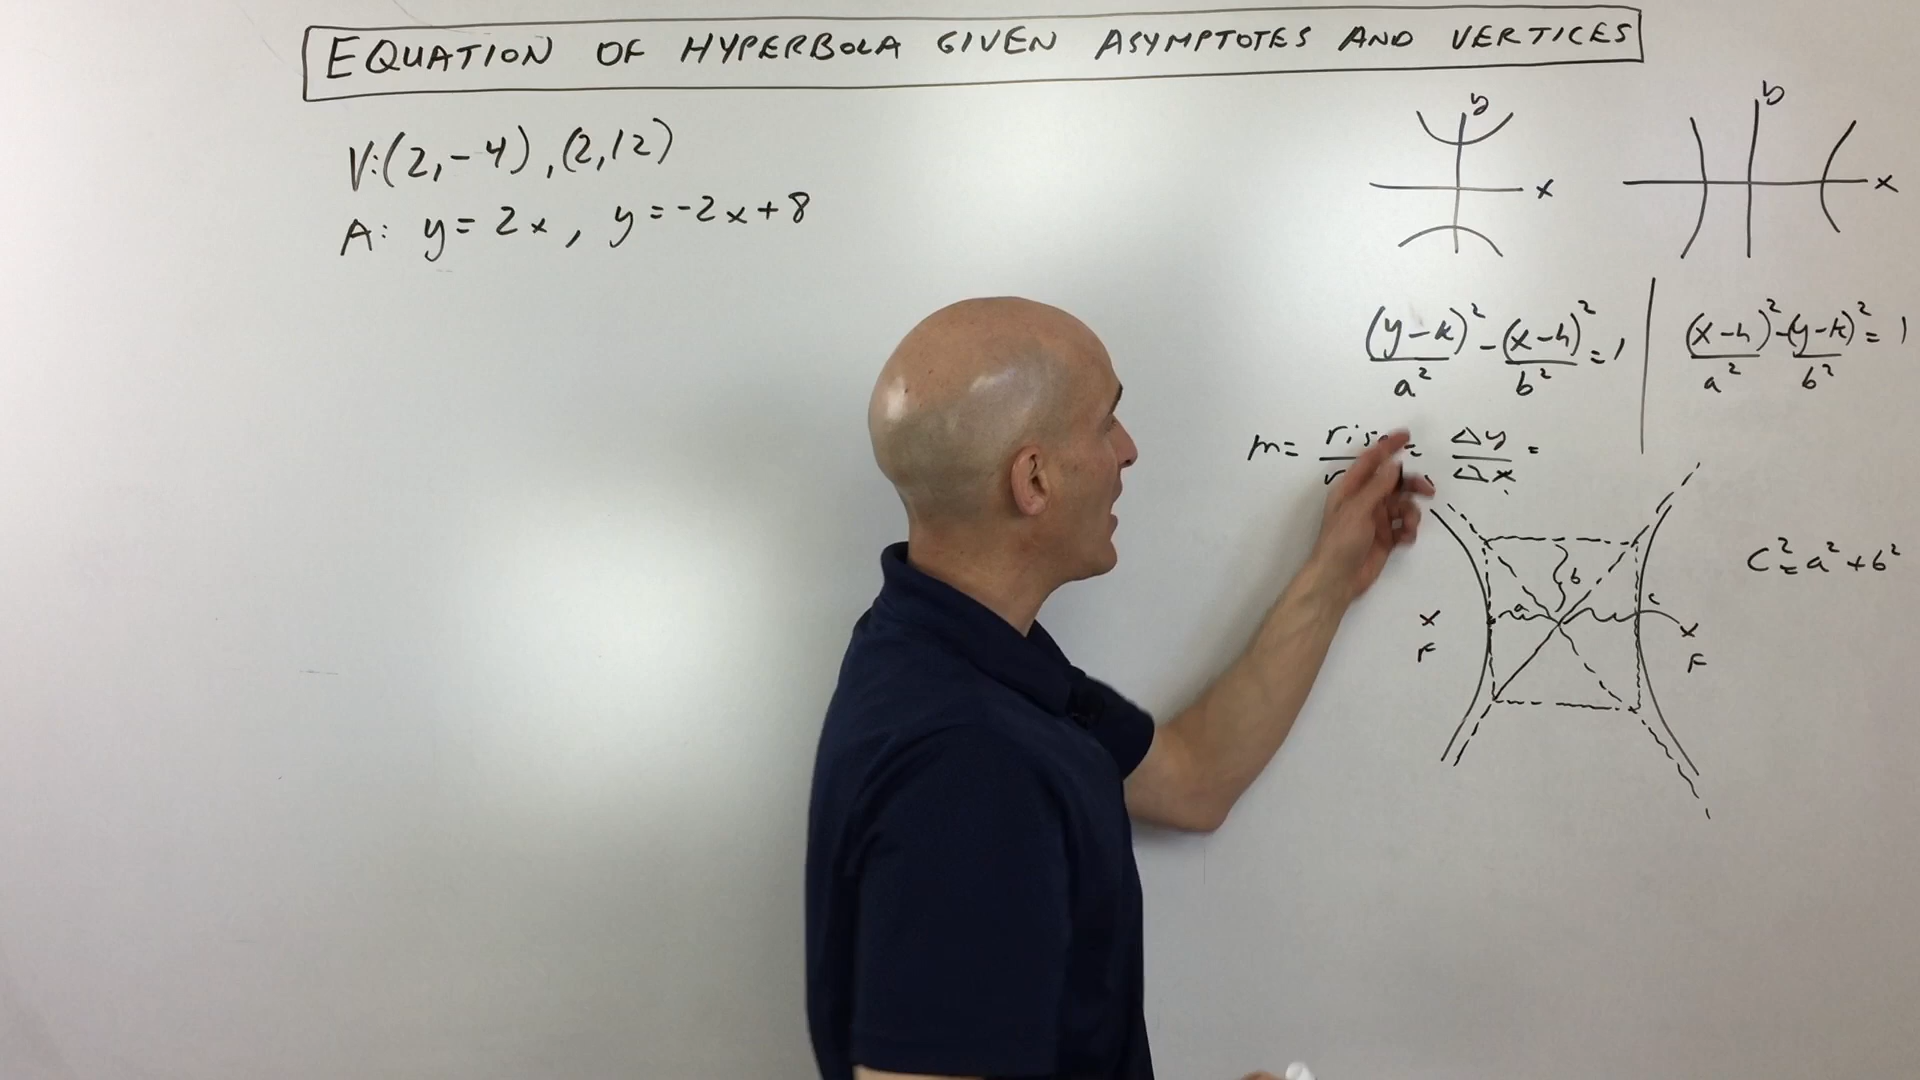 EQUATION OF HYPERBOLA GIVEN ASYMPTOTES AND VERTICES
V:(2,-4),(2,12)
A: y=2x, y=-2x+8
y
x
y
x
(y-k)²/a² - (x-h)²/b² = 1
(x-h)²/a² - (y-k)²/b² = 1
m= = Δy/Δx =
b
a
c
x
F
x
F
c²=a²+b²